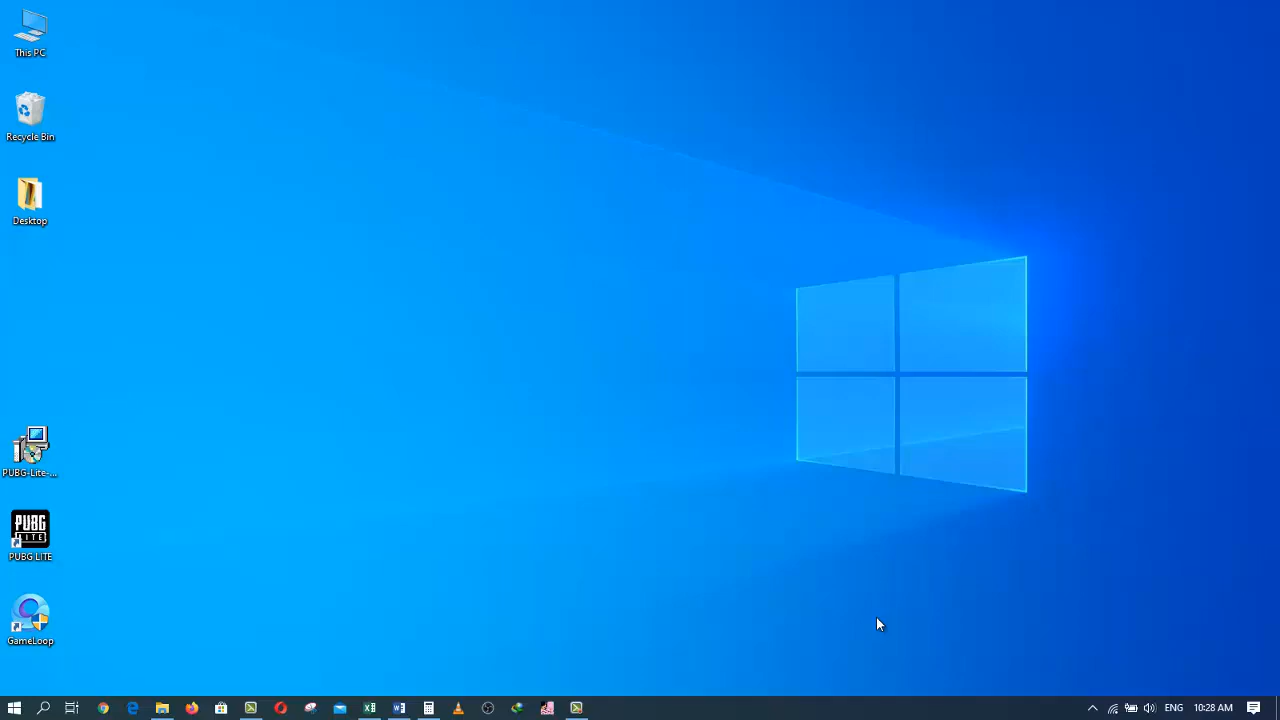 This PC
Recycle Bin
Desktop
PUBG-Lite-...
PUBG LITE
PUBG LITE
GameLoop
ENG
10:28 AM